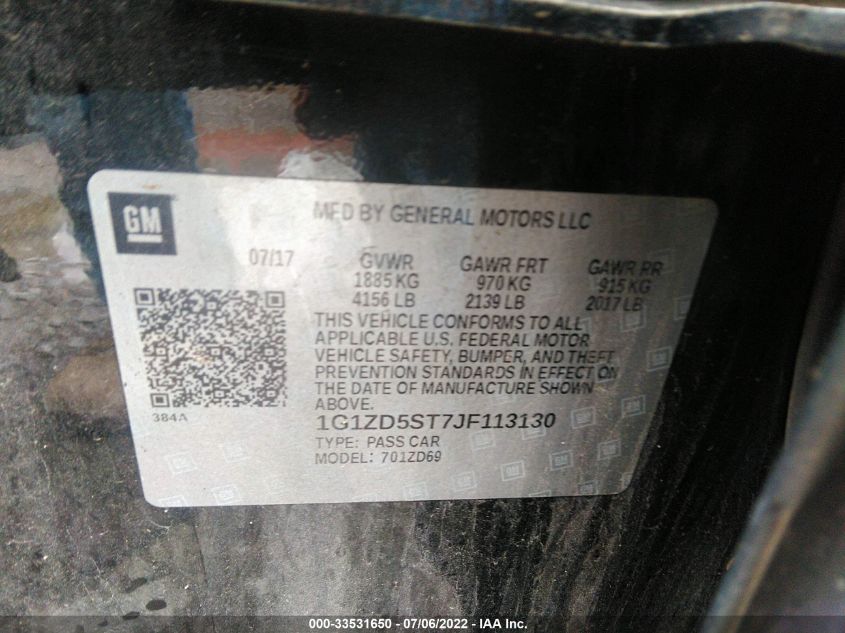 GM
MFD BY GENERAL MOTORS LLC
07/17 GVWR GAWR FRT GAWR RR
1885 KG 970 KG 915 KG
4156 LB 2139 LB 2017 LB
THIS VEHICLE CONFORMS TO ALL
APPLICABLE U.S. FEDERAL MOTOR
VEHICLE SAFETY, BUMPER, AND THEFT
PREVENTION STANDARDS IN EFFECT ON
THE DATE OF MANUFACTURE SHOWN
ABOVE.
384A
1G1ZD5ST7JF113130
TYPE: PASS CAR
MODEL: 701ZD69
000-33531650 - 07/06/2022 - IAA Inc.